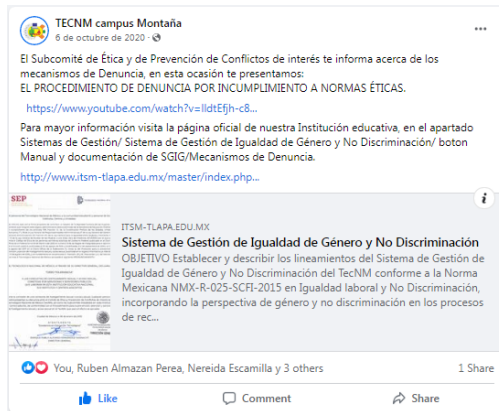 TECNM campus Montaña
6 de octubre de 2020 ·
El Subcomité de Ética y de Prevención de Conflictos de interés te informa acerca de los
mecanismos de Denuncia, en esta ocasión te presentamos:
EL PROCEDIMIENTO DE DENUNCIA POR INCUMPLIMIENTO A NORMAS ÉTICAS.
https://www.youtube.com/watch?v=lldtEfjh-c8...
Para mayor información visita la página oficial de nuestra Institución educativa, en el apartado
Sistemas de Gestión/ Sistema de Gestión de Igualdad de Género y No Discriminación/ boton
Manual y documentación de SGIG/Mecanismos de Denuncia.
http://www.itsm-tlapa.edu.mx/master/index.php...
SEP
ITSM-TLAPA.EDU.MX
Sistema de Gestión de Igualdad de Género y No Discriminación
OBJETIVO Establecer y describir los lineamientos del Sistema de Gestión de
Igualdad de Género y No Discriminación del TecNM conforme a la Norma
Mexicana NMX-R-025-SCFI-2015 en Igualdad laboral y No Discriminación,
incorporando la perspectiva de género y no discriminación en los procesos
de rec...
You, Ruben Almazan Perea, Nereida Escamilla y 3 others
1 Share
Like
Comment
Share